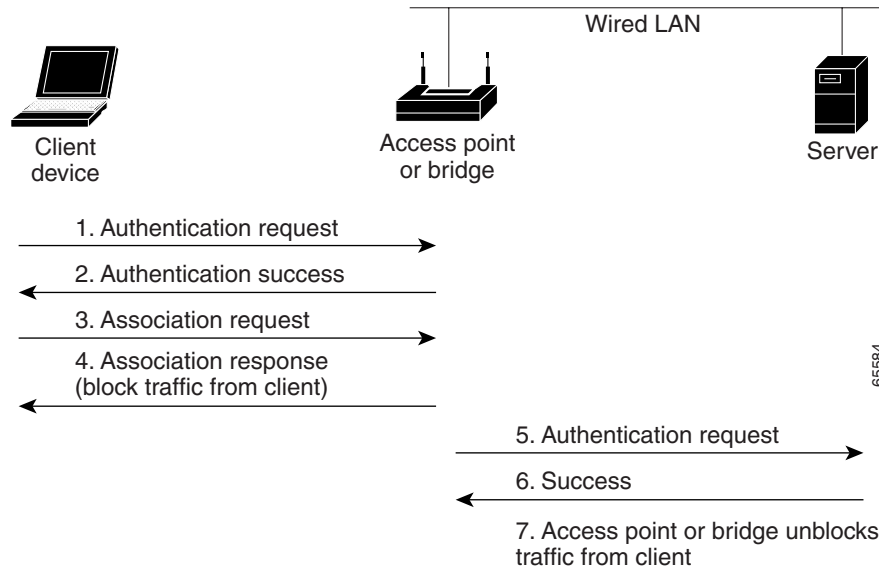 Wired LAN
Client
device
Access point
or bridge
Server
1. Authentication request
2. Authentication success
3. Association request
4. Association response
(block traffic from client)
65584
5. Authentication request
6. Success
7. Access point or bridge unblocks
traffic from client